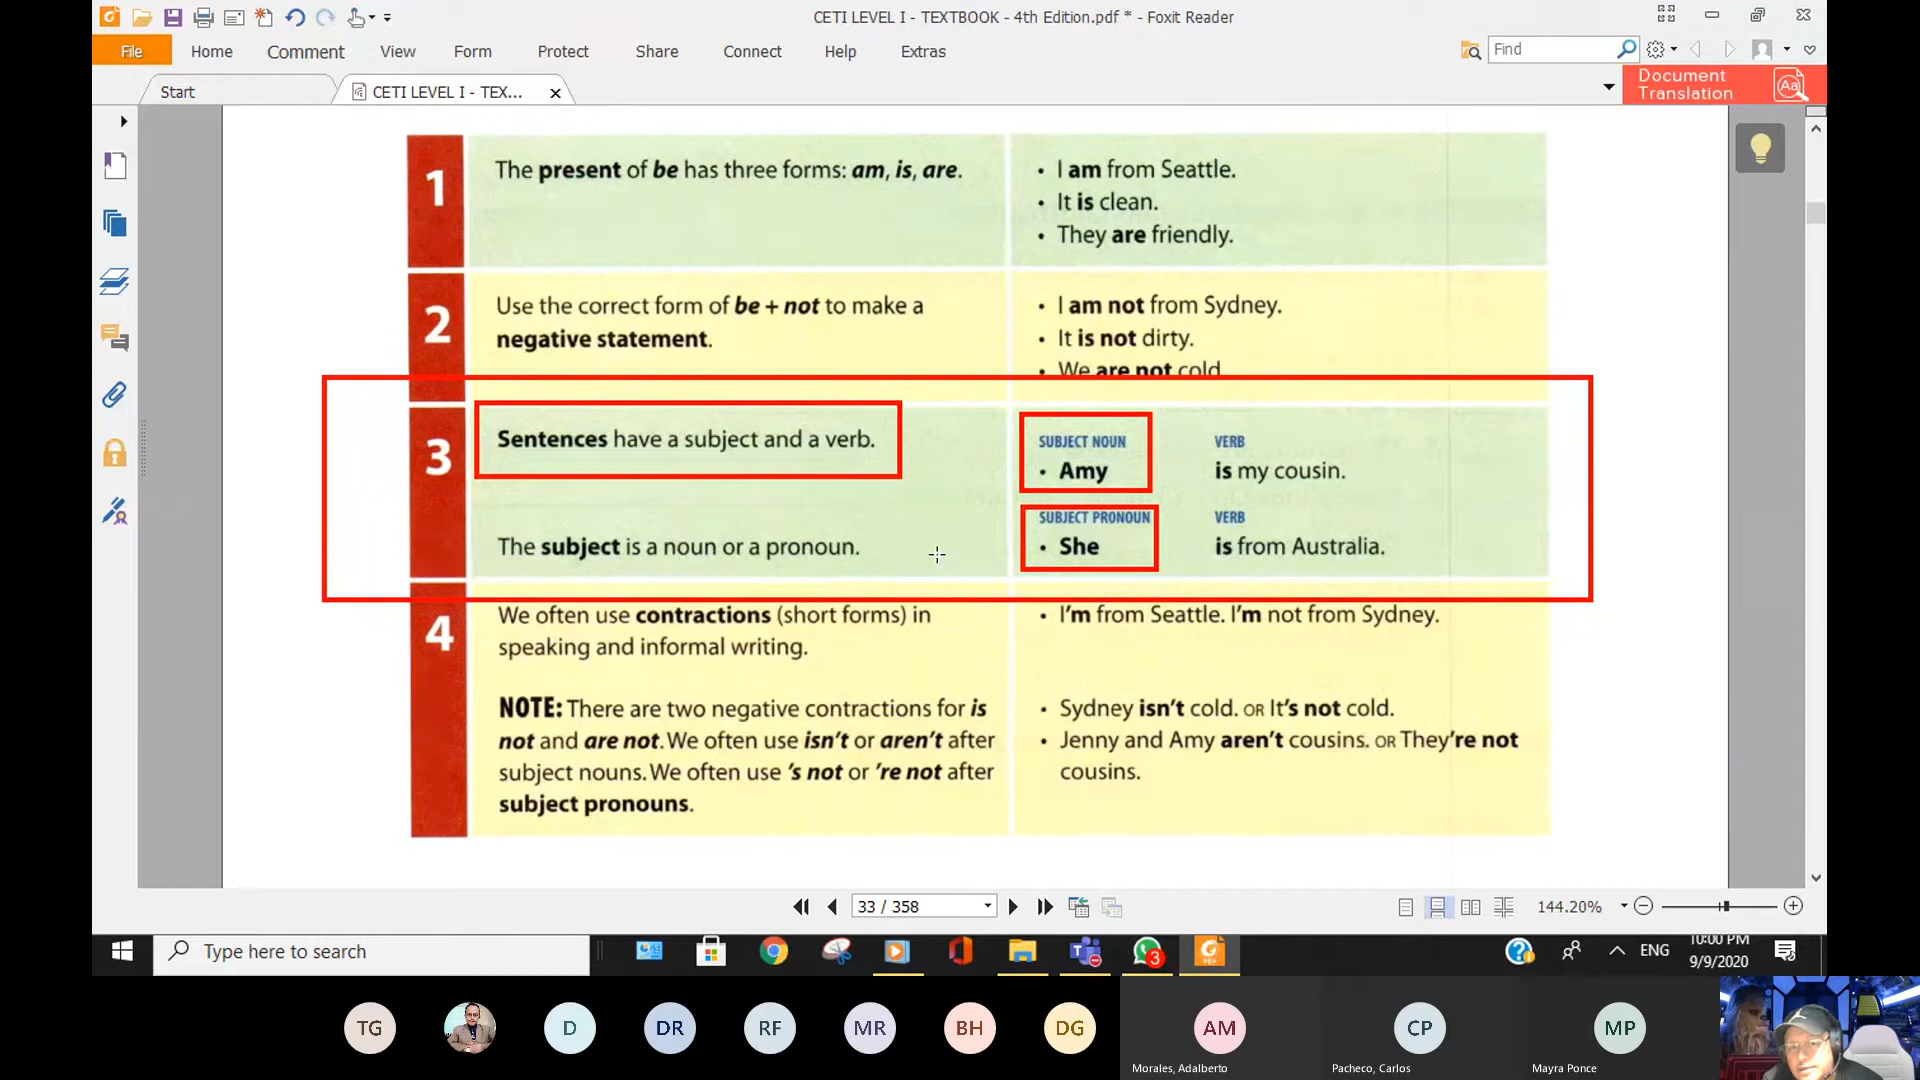 CETI LEVEL I - TEXTBOOK - 4th Edition.pdf * - Foxit Reader
File Home Comment View Form Protect Share Connect Help Extras
Find
Start
CETI LEVEL I - TEX...
Document
Translation
1
The present of be has three forms: am, is, are.
• I am from Seattle.
• It is clean.
• They are friendly.
2
Use the correct form of be + not to make a
negative statement.
• I am not from Sydney.
• It is not dirty.
We are not cold
3
Sentences have a subject and a verb.
The subject is a noun or a pronoun.
SUBJECT NOUN VERB
• Amy is my cousin.
SUBJECT PRONOUN VERB
• She is from Australia.
4
We often use contractions (short forms) in
speaking and informal writing.
• I'm from Seattle. I'm not from Sydney.
NOTE: There are two negative contractions for is
not and are not. We often use isn't or aren't after
subject nouns. We often use 's not or 're not after
subject pronouns.
• Sydney isn't cold. OR It's not cold.
• Jenny and Amy aren't cousins. OR They're not
cousins.
33 / 358
144.20%
Type here to search
3
ENG
10:00 PM
9/9/2020
TG D DR RF MR BH DG AM CP MP
Morales, Adalberto
Pacheco, Carlos
Mayra Ponce